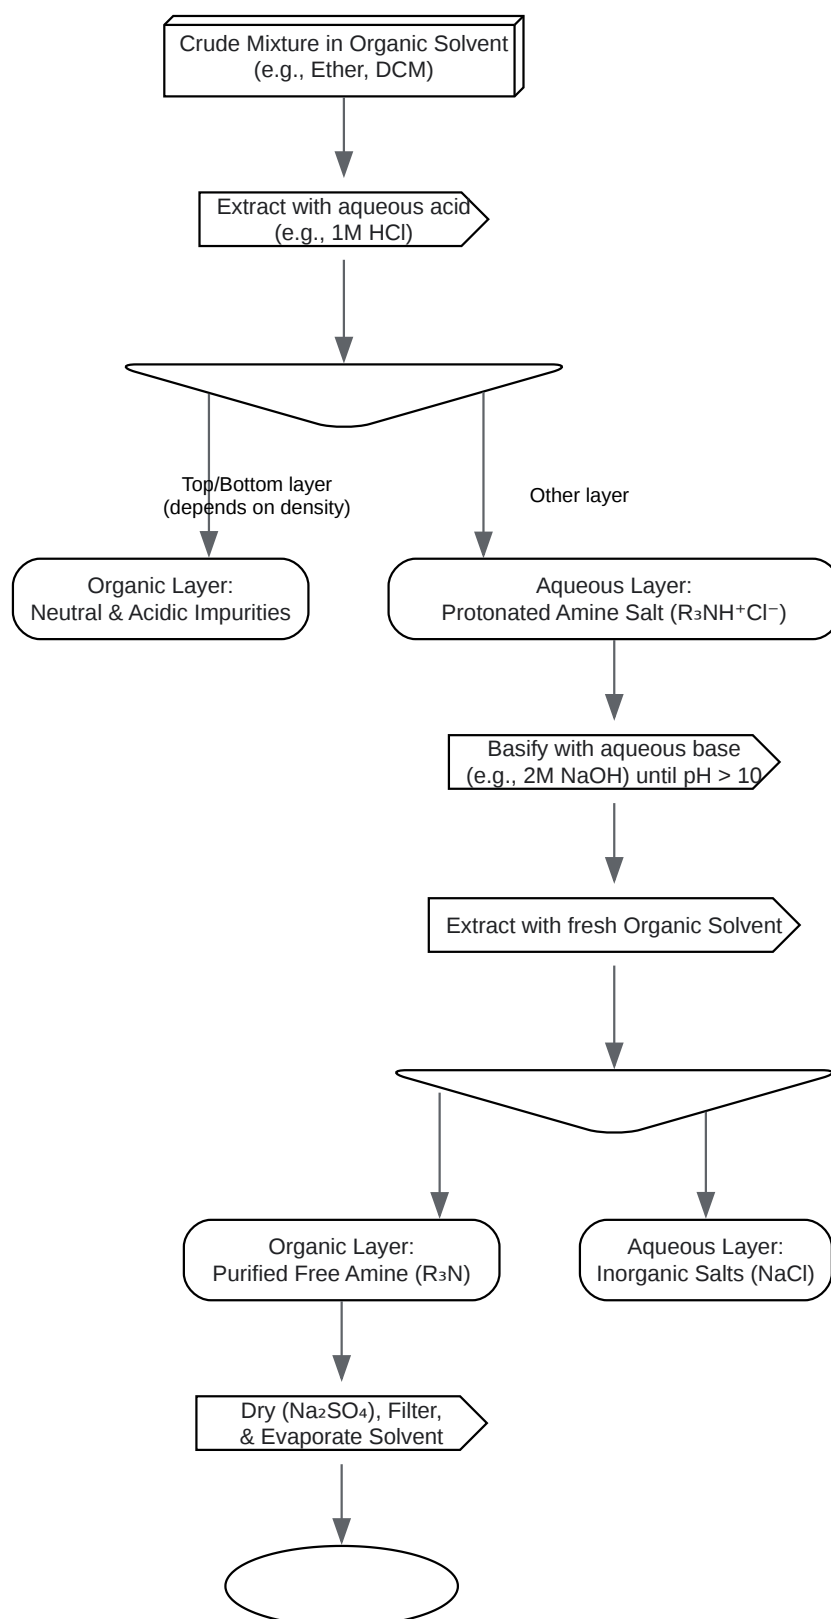 Crude Mixture in Organic Solvent
(e.g., Ether, DCM)
Extract with aqueous acid
(e.g., 1M HCl)
Top/Bottom layer
(depends on density)
Other layer
Organic Layer:
Neutral & Acidic Impurities
Aqueous Layer:
Protonated Amine Salt (R₃NH⁺Cl⁻)
Basify with aqueous base
(e.g., 2M NaOH) until pH > 10
Extract with fresh Organic Solvent
Organic Layer:
Purified Free Amine (R₃N)
Aqueous Layer:
Inorganic Salts (NaCl)
Dry (Na₂SO₄), Filter,
& Evaporate Solvent